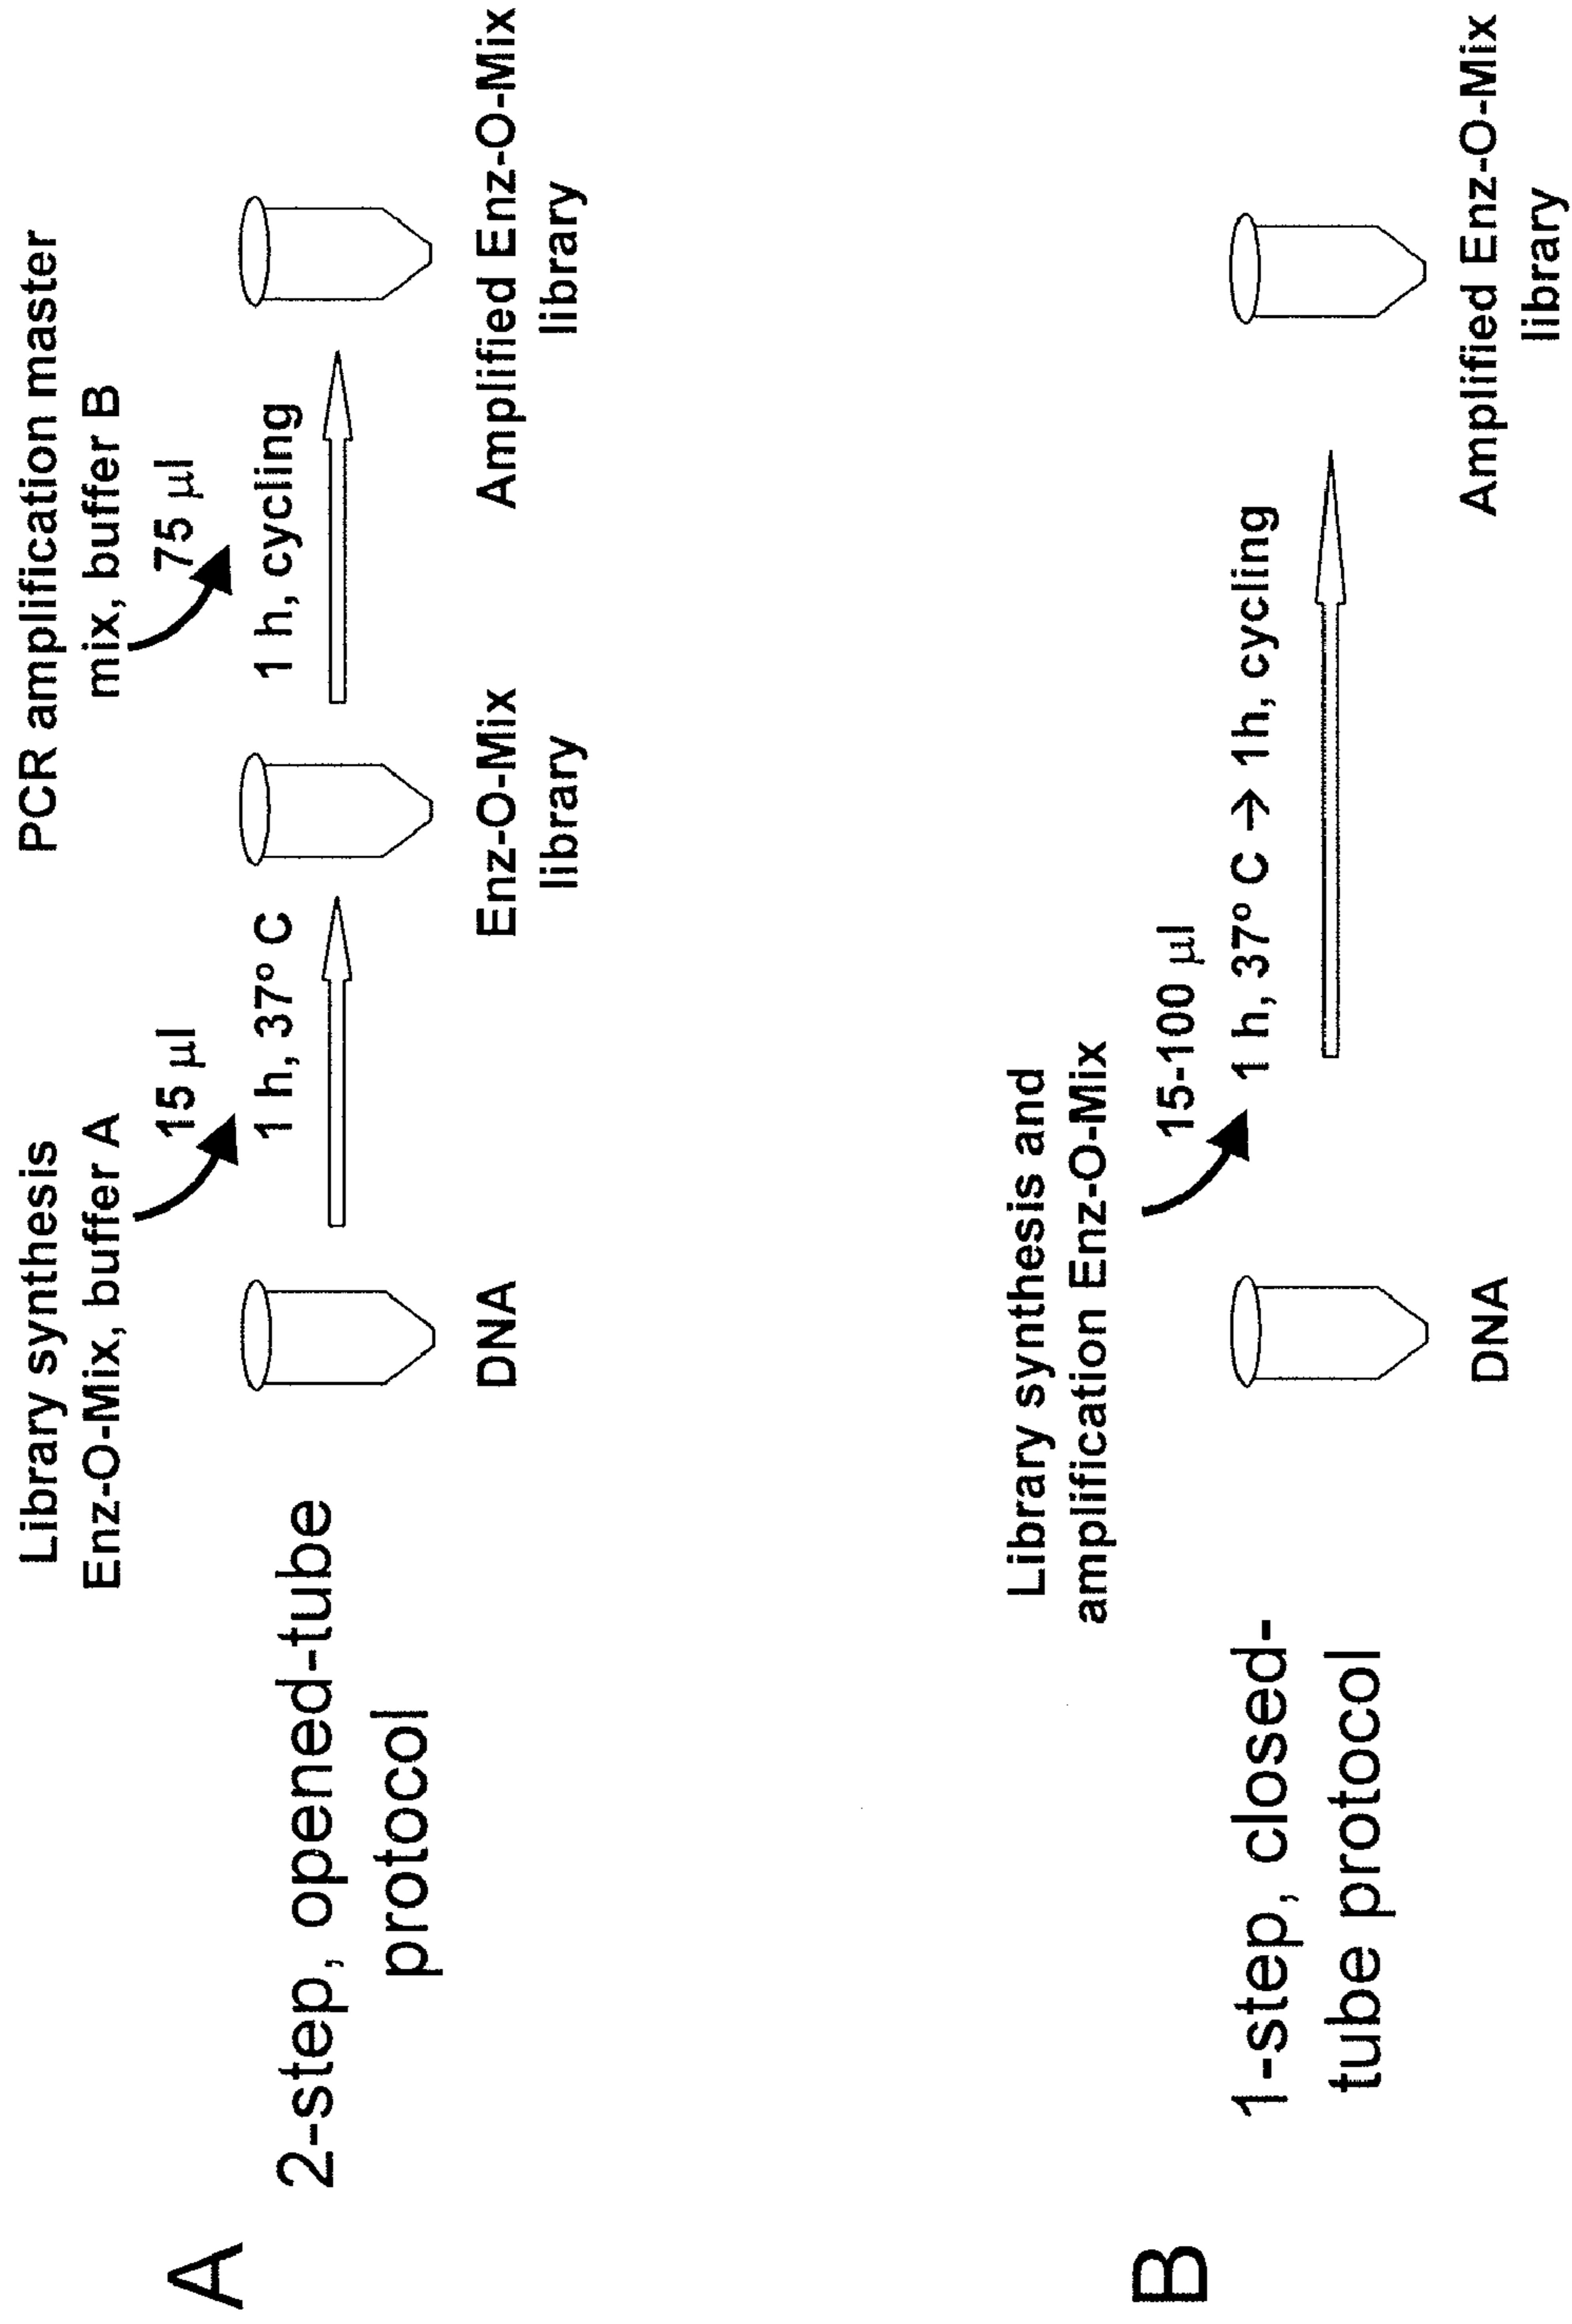 A
2-step, opened-tube
protocol
Library synthesis
Enz-O-Mix, buffer A
15 µl
1 h, 37° C
DNA
PCR amplification master
mix, buffer B
75 µl
1 h, cycling
Enz-O-Mix
library
Amplified Enz-O-Mix
library
B
1-step, closed-
tube protocol
Library synthesis and
amplification Enz-O-Mix
15-100 µl
1 h, 37° C → 1h, cycling
DNA
Amplified Enz-O-Mix
library